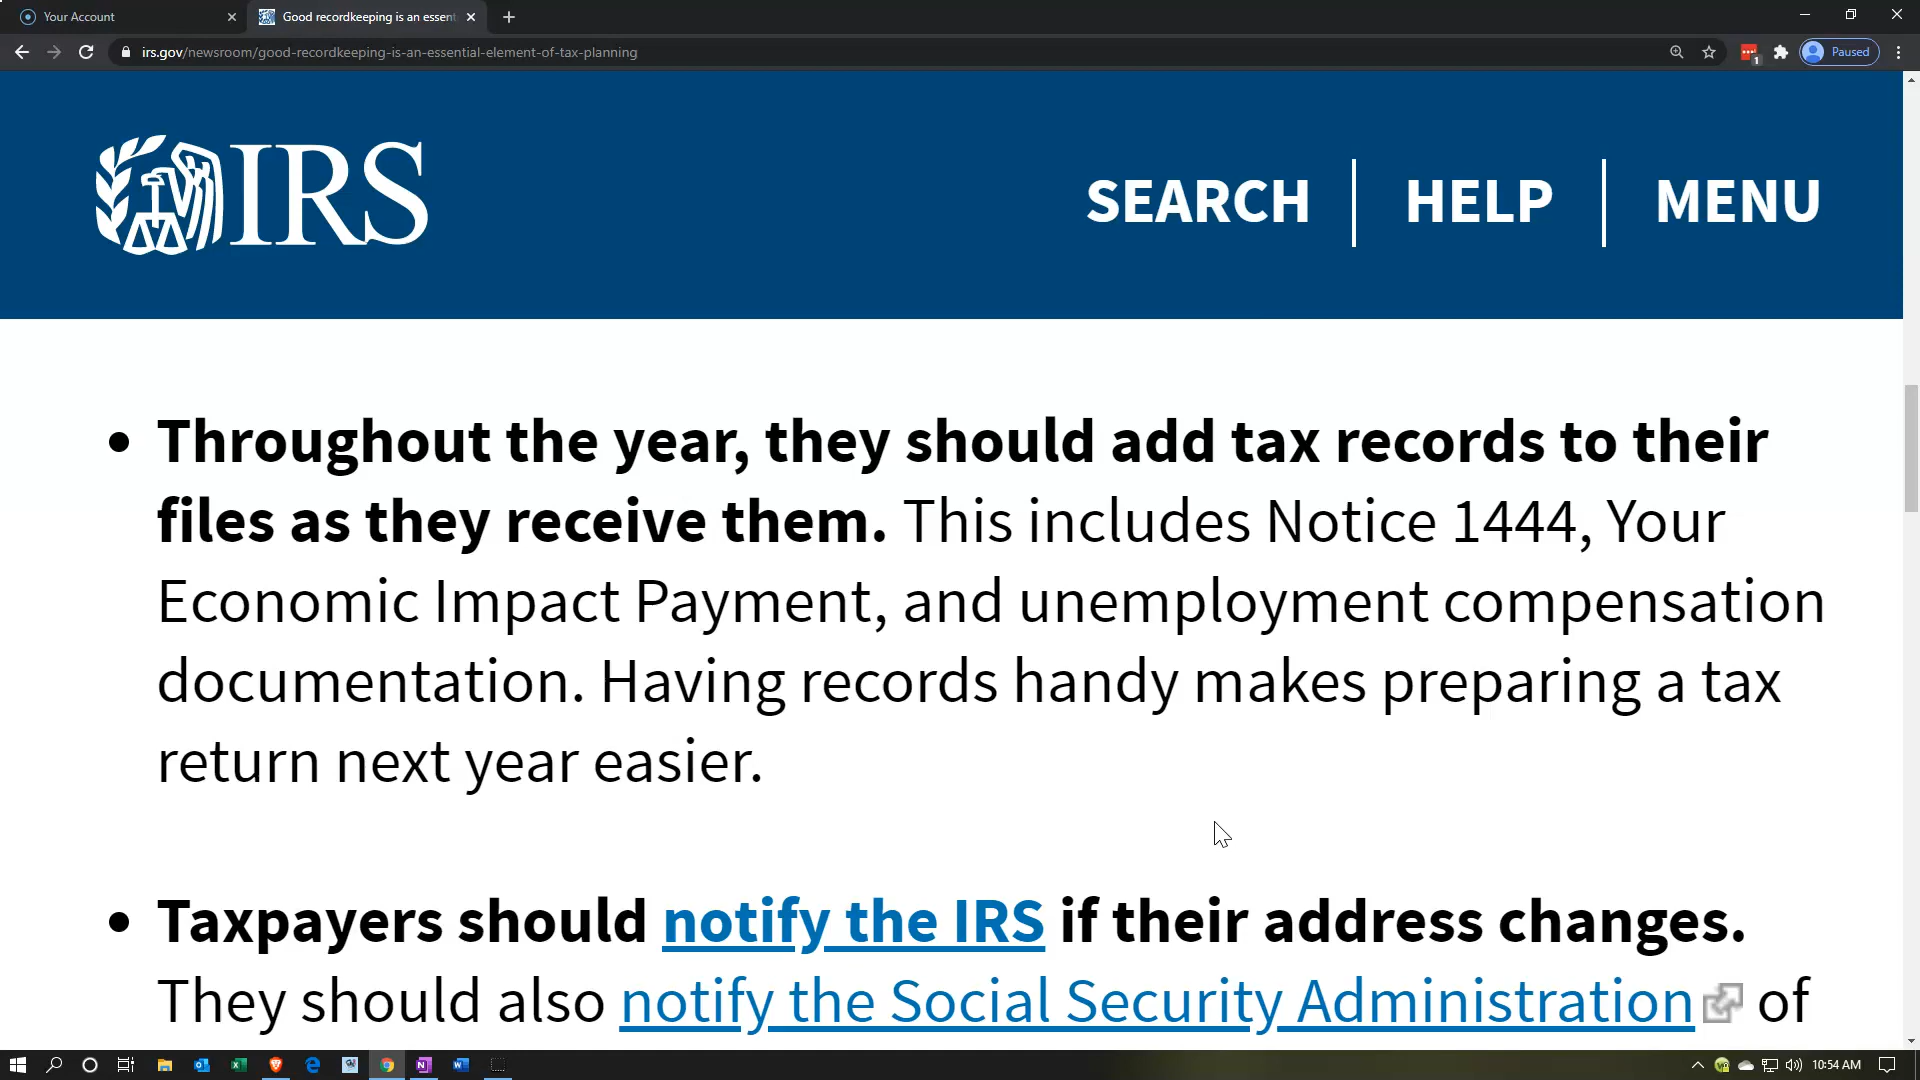 Your Account
Good recordkeeping is an essent
irs.gov/newsroom/good-recordkeeping-is-an-essential-element-of-tax-planning
1
Paused
IRS
SEARCH
HELP
MENU
• Throughout the year, they should add tax records to their
files as they receive them. This includes Notice 1444, Your
Economic Impact Payment, and unemployment compensation
documentation. Having records handy makes preparing a tax
return next year easier.
• Taxpayers should notify the IRS if their address changes.
They should also notify the Social Security Administration of
10:54 AM